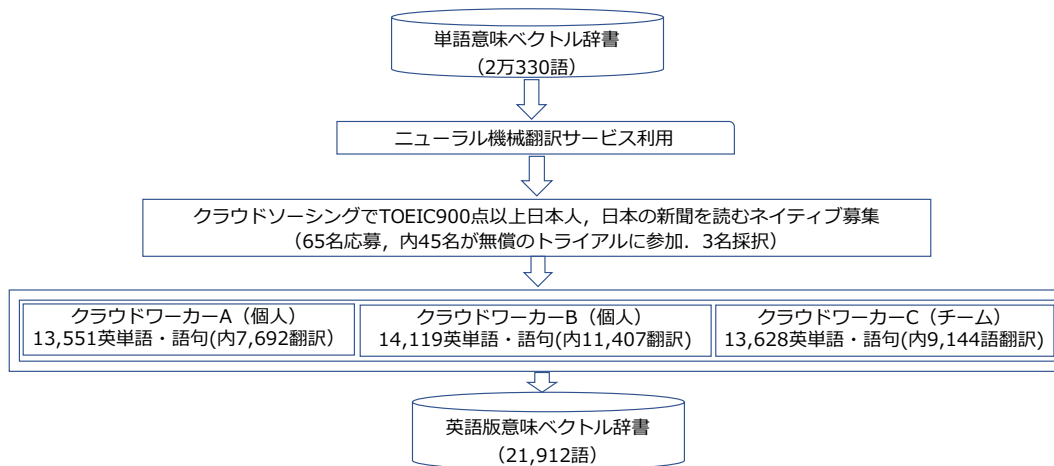 単語意味ベクトル辞書
（2万330語）
ニューラル機械翻訳サービス利用
クラウドソーシングでTOEIC900点以上日本人，日本の新聞を読むネイティブ募集
（65名応募，内45名が無償のトライアルに参加．3名採択）
クラウドワーカーA（個人）
13,551英単語・語句(内7,692翻訳）
クラウドワーカーB（個人）
14,119英単語・語句(内11,407翻訳)
クラウドワーカーC（チーム）
13,628英単語・語句(内9,144語翻訳)
英語版意味ベクトル辞書
（21,912語）